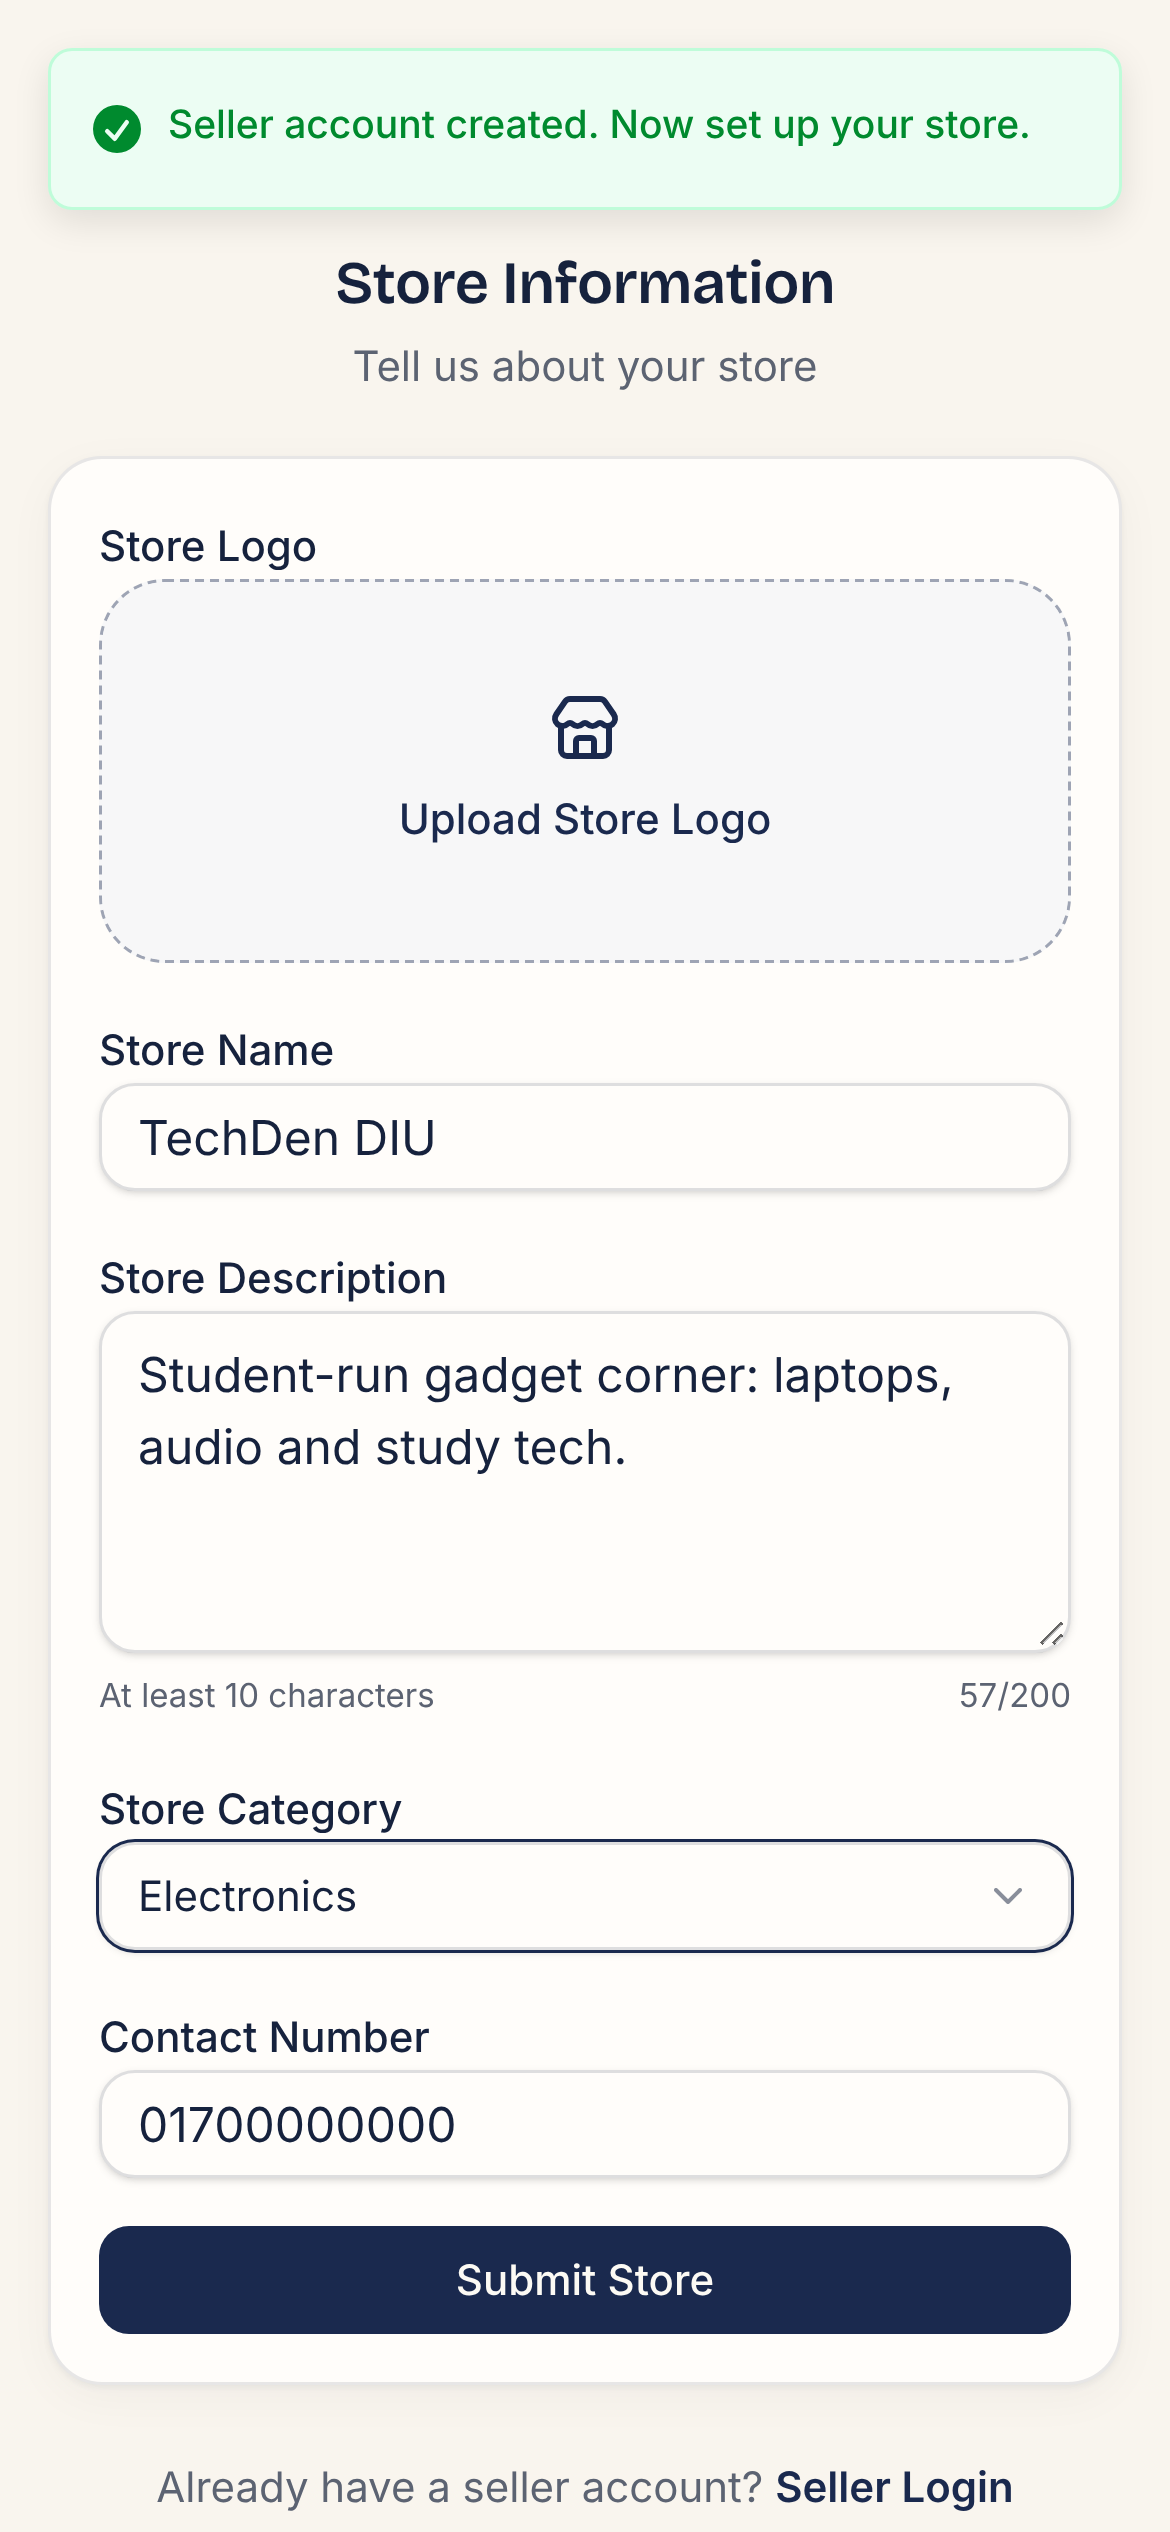 Seller account created. Now set up your store.
Store Information
Tell us about your store
Store Logo
Upload Store Logo
Store Name
TechDen DIU
Store Description
Student-run gadget corner: laptops,
audio and study tech.
At least 10 characters 57/200
Store Category
Electronics
Contact Number
01700000000
Submit Store
Already have a seller account? Seller Login